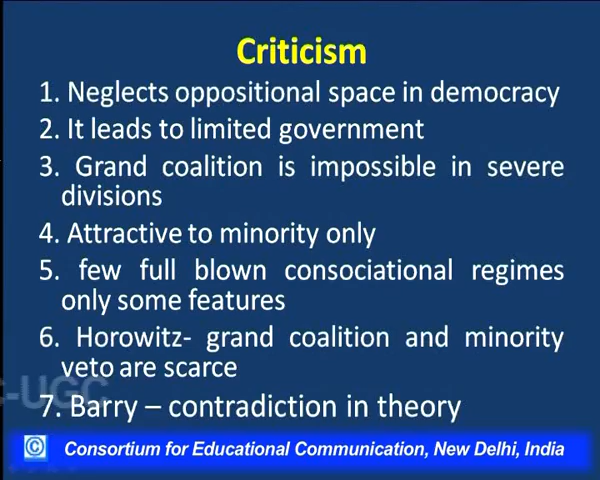 Criticism
1. Neglects oppositional space in democracy
2. It leads to limited government
3. Grand coalition is impossible in severe
divisions
4. Attractive to minority only
5. few full blown consociational regimes
only some features
6. Horowitz- grand coalition and minority
veto are scarce
C-UGC
7. Barry – contradiction in theory
© Consortium for Educational Communication, New Delhi, India